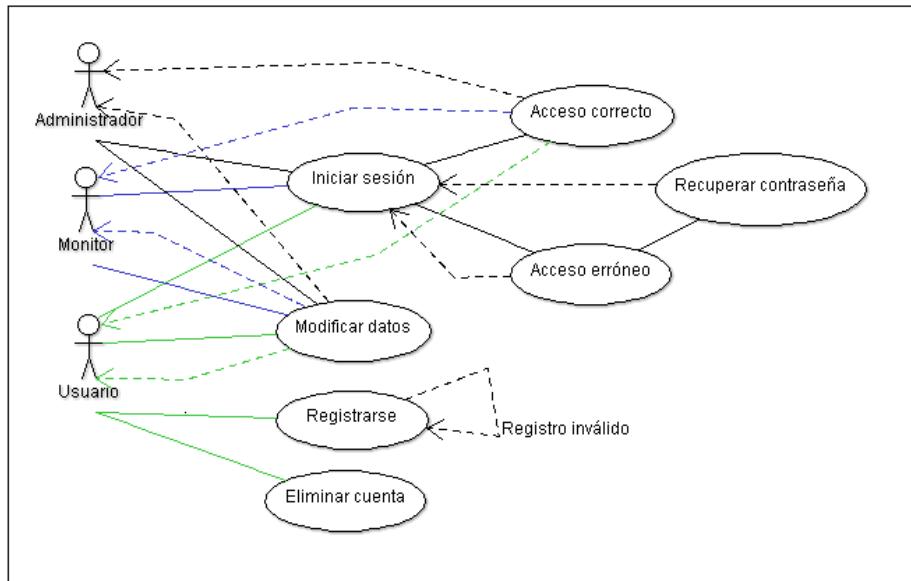 Administrador
Acceso correcto
Iniciar sesión
Recuperar contraseña
Monitor
Acceso erróneo
Modificar datos
Usuario
Registrarse
Registro inválido
Eliminar cuenta